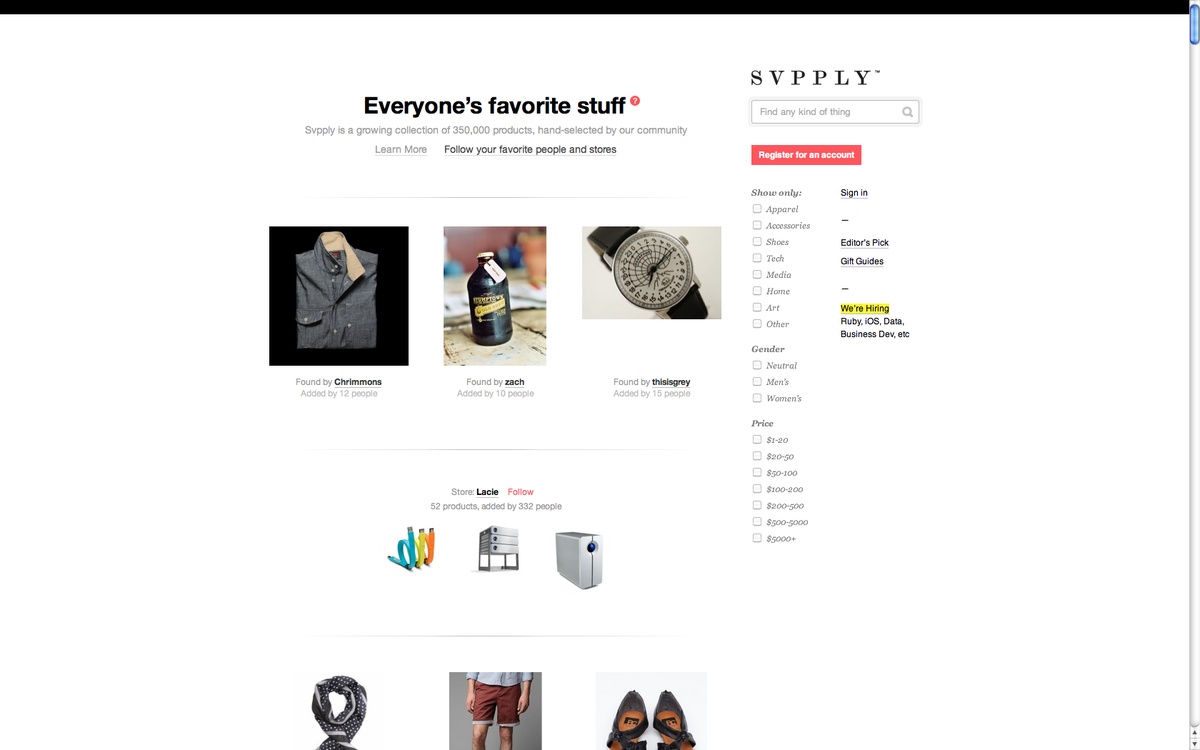 SVPPLY™
Everyone's favorite stuff ?
Svpply is a growing collection of 350,000 products, hand-selected by our community
Learn More Follow your favorite people and stores
Find any kind of thing
Register for an account
Show only:
Apparel
Accessories
Shoes
Tech
Media
Home
Art
Other
Gender
Neutral
Men's
Women's
Price
$1-20
$20-50
$50-100
$100-200
$200-500
$500-5000
$5000+
Sign in
–
Editor's Pick
Gift Guides
–
We're Hiring
Ruby, iOS, Data,
Business Dev, etc
STUMPTOWN
Found by Chrimmons
Added by 12 people
Found by zach
Added by 10 people
Found by thisisgrey
Added by 15 people
Store: Lacie Follow
52 products, added by 332 people